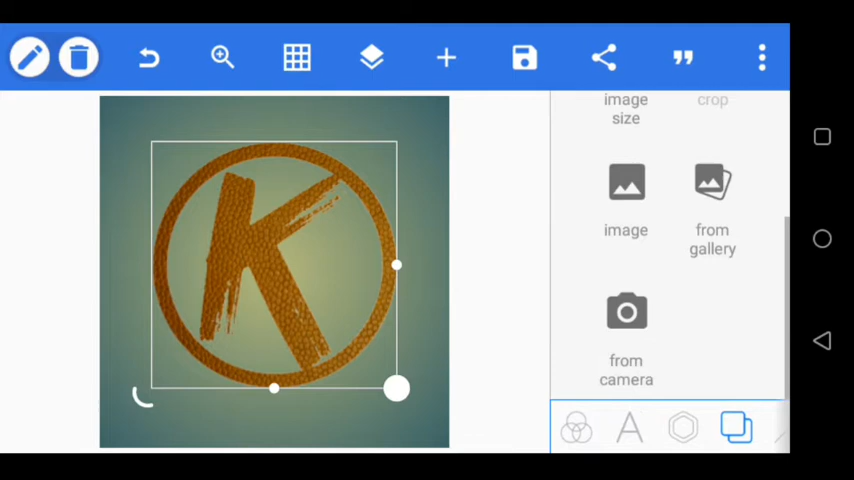 image crop
size
K
image from
gallery
from
camera
A